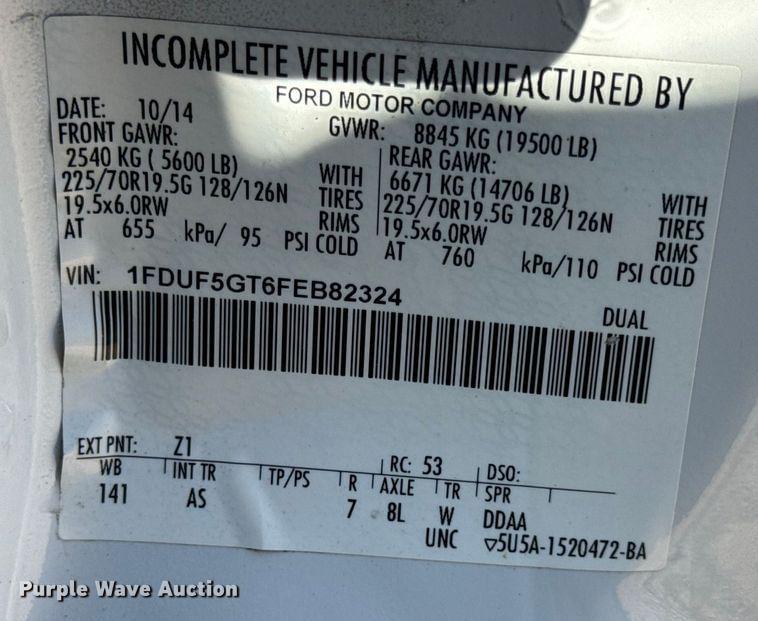 INCOMPLETE VEHICLE MANUFACTURED BY
FORD MOTOR COMPANY
DATE: 10/14 GVWR: 8845 KG (19500 LB)
FRONT GAWR: REAR GAWR:
2540 KG ( 5600 LB) WITH 6671 KG (14706 LB) WITH
225/70R19.5G 128/126N TIRES 225/70R19.5G 128/126N TIRES
19.5x6.0RW RIMS 19.5x6.0RW RIMS
AT 655 kPa/ 95 PSI COLD AT 760 kPa/110 PSI COLD
VIN: 1FDUF5GT6FEB82324
DUAL
EXT PNT: Z1 RC: 53 DSO:
WB INT TR TP/PS R AXLE TR SPR
141 AS 7 8L W DDAA
UNC ▽5U5A-1520472-BA
Purple Wave Auction